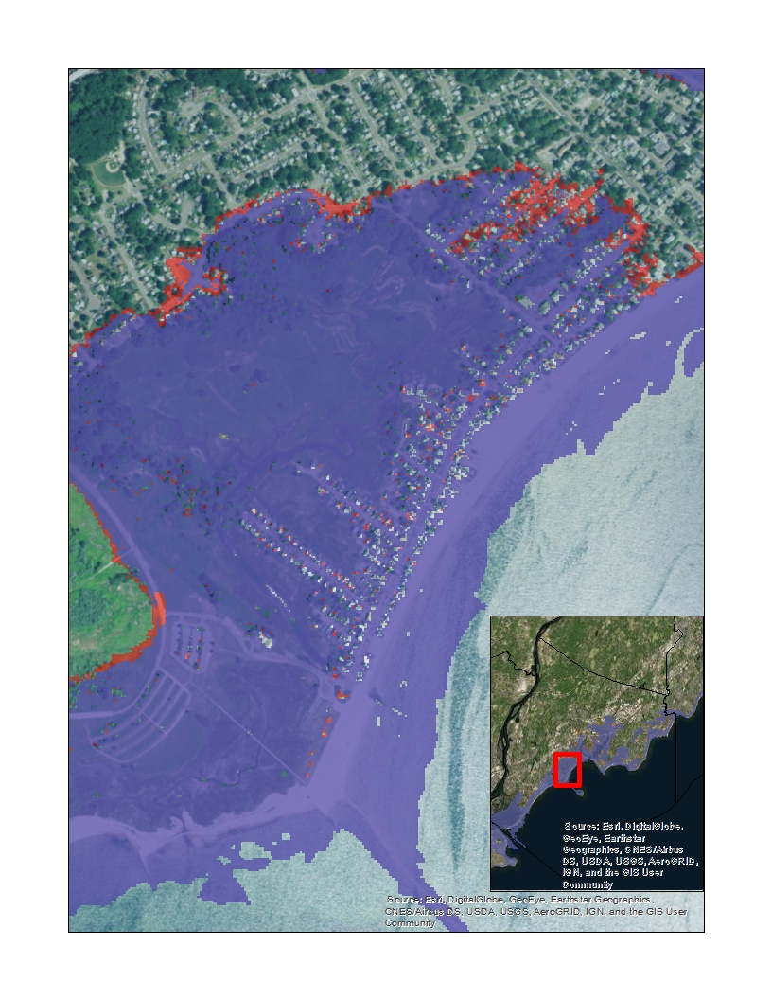 Source: Esri, DigitalGlobe,
GeoEye, Earthstar
Geographics, CNES/Airbus
DS, USDA, USGS, AeroGRID,
IGN, and the GIS User
Community
Source: Esri, DigitalGlobe, GeoEye, Earthstar Geographics,
CNES/Airbus DS, USDA, USGS, AeroGRID, IGN, and the GIS User
Community